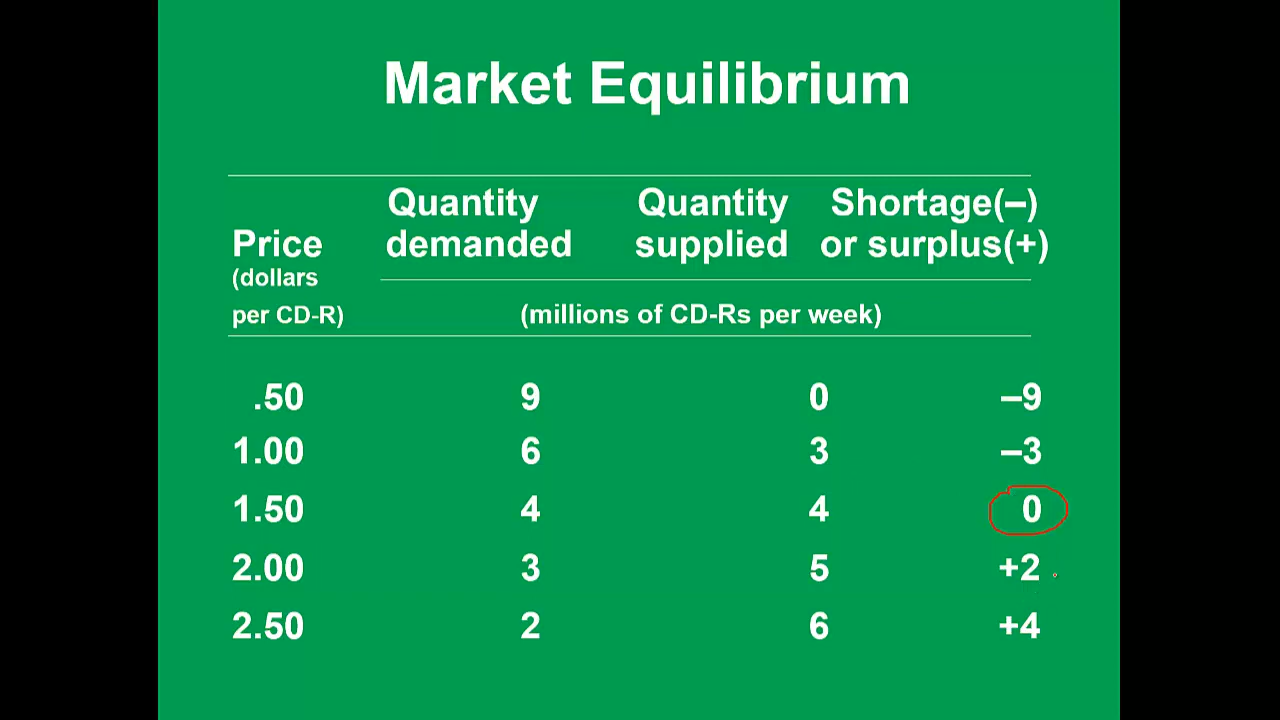 Market Equilibrium
Quantity Quantity Shortage(–)
Price demanded supplied or surplus(+)
(dollars
per CD-R) (millions of CD-Rs per week)
.50 9 0 –9
1.00 6 3 –3
1.50 4 4 0
2.00 3 5 +2
2.50 2 6 +4